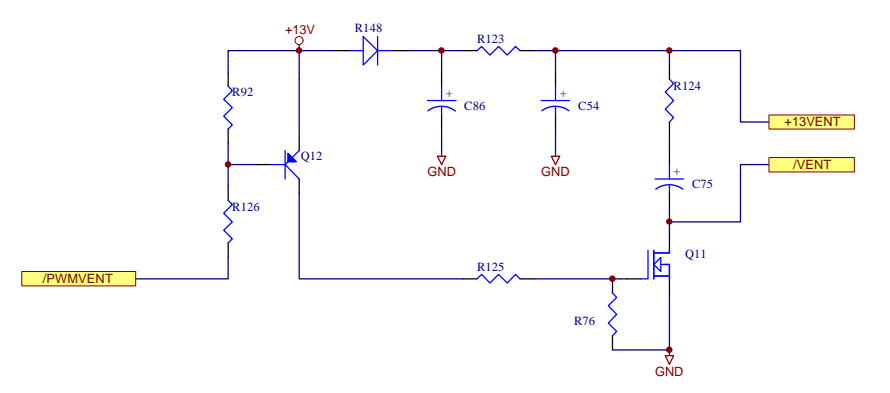 +13V
R148
R123
R92
R124
C86
C54
+13VENT
Q12
/VENT
GND
GND
C75
R126
Q11
R125
/PWMVENT
R76
GND
+
+
+